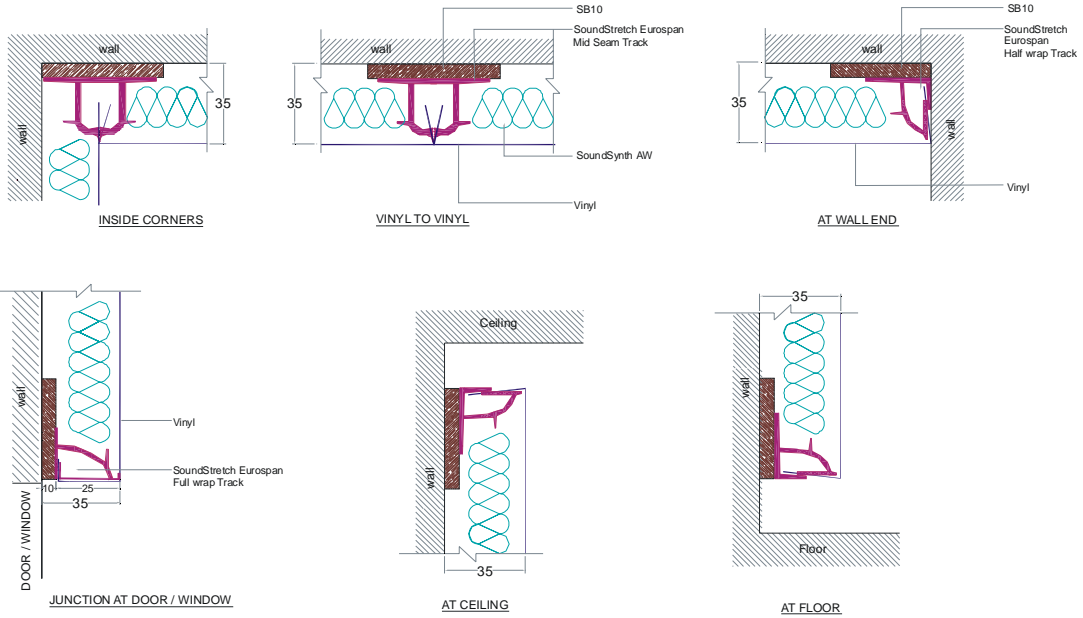 wall
wall
35
INSIDE CORNERS
SB10
SoundStretch Eurospan
Mid Seam Track
wall
35
SoundSynth AW
Vinyl
VINYL TO VINYL
SB10
SoundStretch
Eurospan
Half wrap Track
wall
35
wall
Vinyl
AT WALL END
wall
Vinyl
SoundStretch Eurospan
Full wrap Track
10
25
35
DOOR / WINDOW
JUNCTION AT DOOR / WINDOW
Ceiling
wall
35
AT CEILING
35
wall
Floor
AT FLOOR